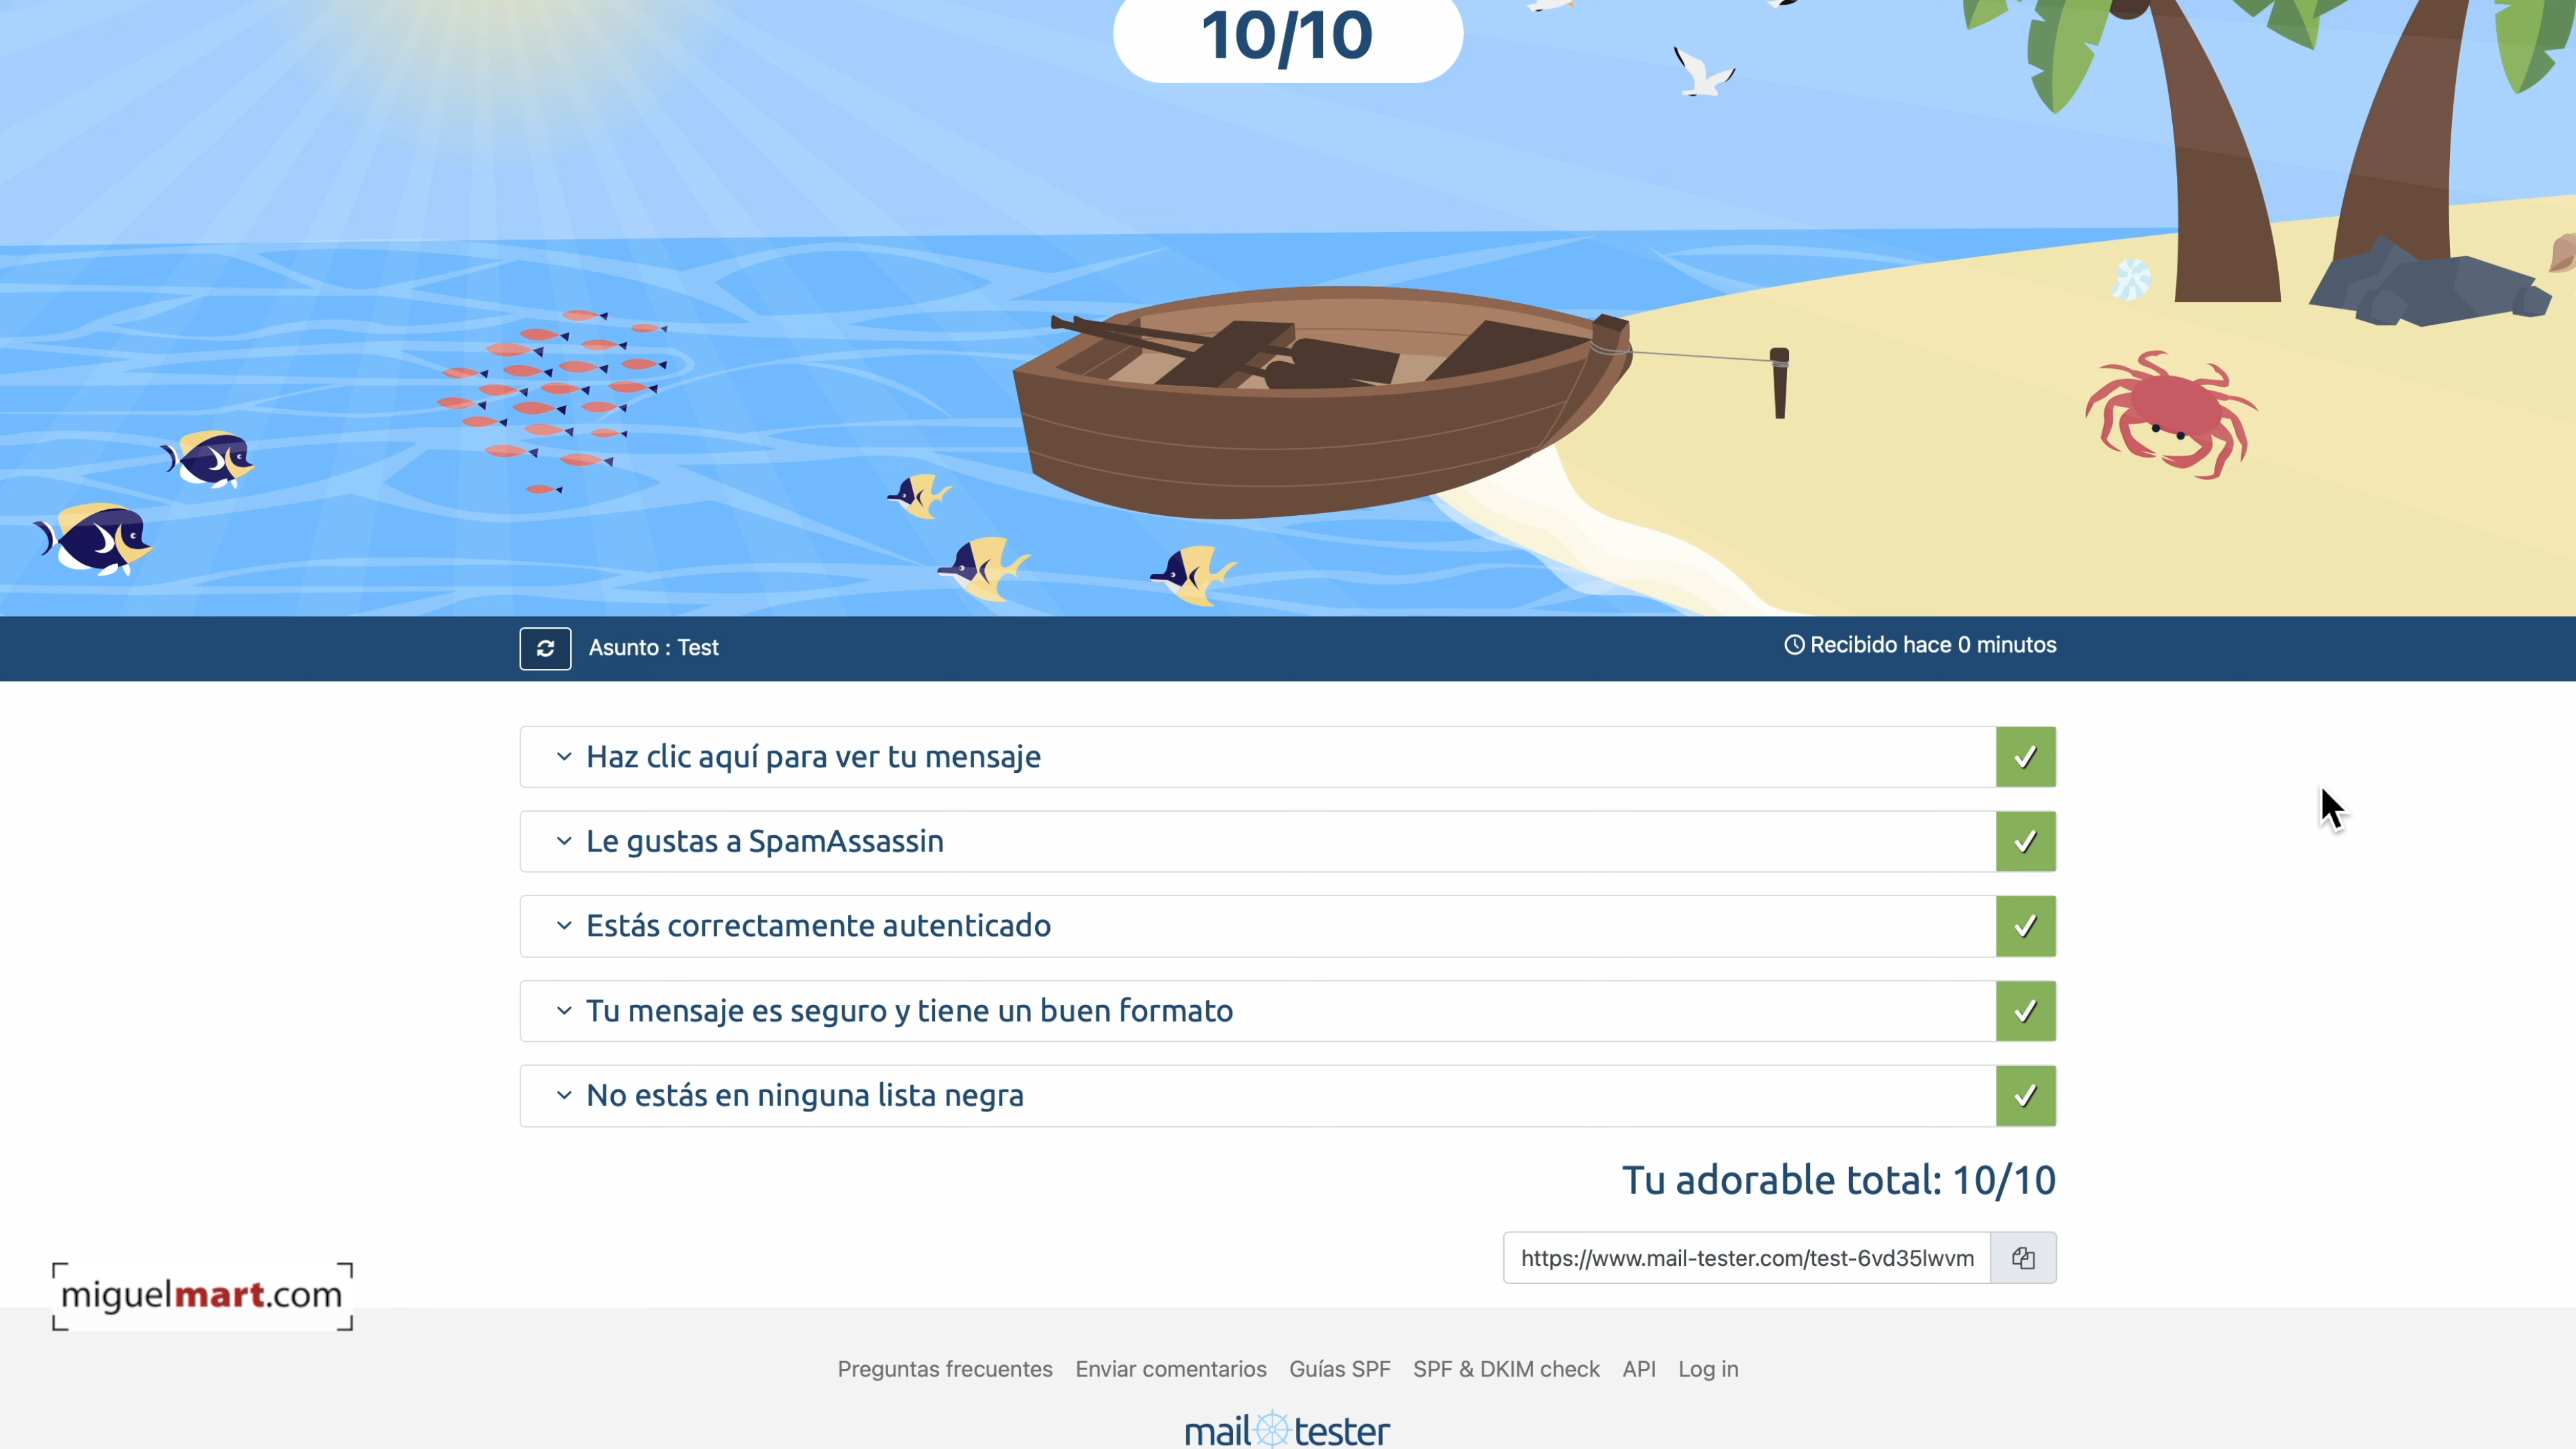 10/10
Asunto : Test
Recibido hace 0 minutos
Haz clic aquí para ver tu mensaje
Le gustas a SpamAssassin
Estás correctamente autenticado
Tu mensaje es seguro y tiene un buen formato
No estás en ninguna lista negra
Tu adorable total: 10/10
https://www.mail-tester.com/test-6vd35lwvm
miguelmart.com
Preguntas frecuentes Enviar comentarios Guías SPF SPF & DKIM check API Log in
mail tester